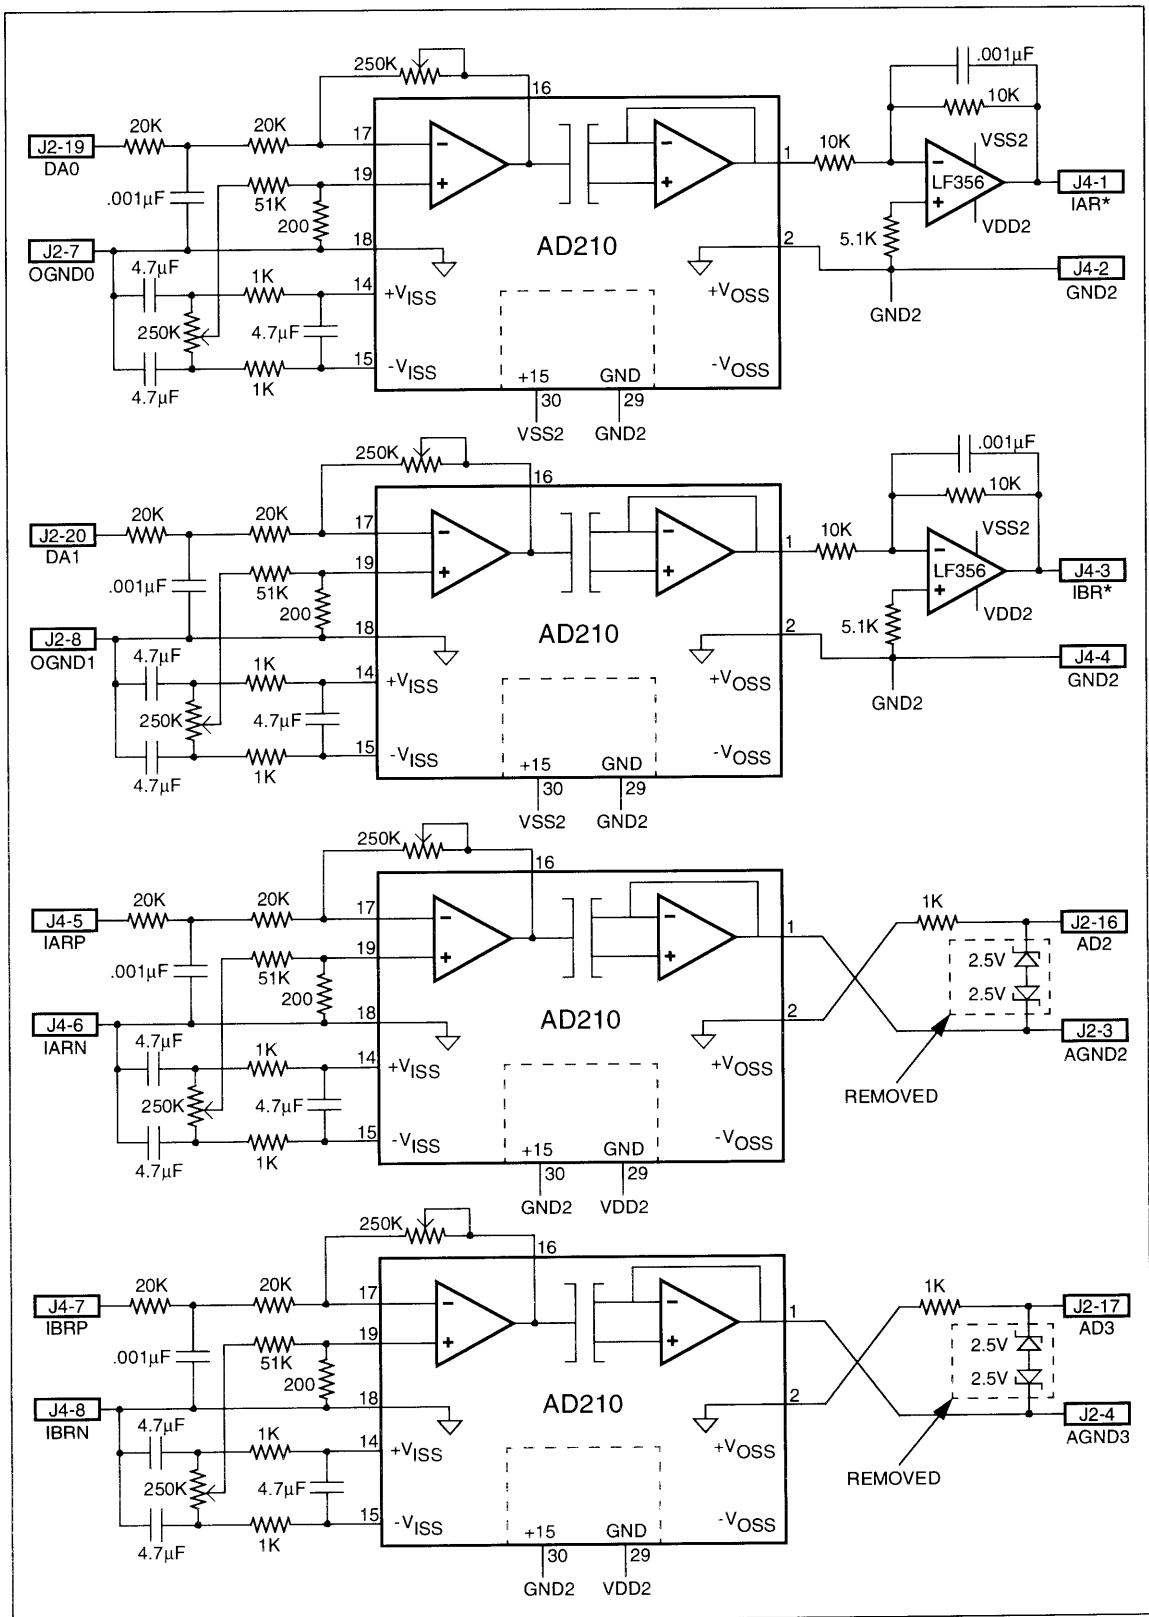 250K
16
.001µF
10K
J2-19
DA0
20K
20K
17
19
.001µF
51K
200
18
AD210
1
10K
VSS2
LF356
VDD2
J4-1
IAR*
2
5.1K
J4-2
GND2
GND2
J2-7
OGND0
4.7µF
1K
14
+VISS
+VOSS
250K
4.7µF
15
-VISS
-VOSS
4.7µF
1K
+15
GND
30
29
VSS2
GND2
250K
16
.001µF
10K
J2-20
DA1
20K
20K
17
19
.001µF
51K
200
18
AD210
1
10K
VSS2
LF356
VDD2
J4-3
IBR*
2
5.1K
J4-4
GND2
GND2
J2-8
OGND1
4.7µF
1K
14
+VISS
+VOSS
250K
4.7µF
15
-VISS
-VOSS
4.7µF
1K
+15
GND
30
29
VSS2
GND2
250K
16
J4-5
IARP
20K
20K
17
19
.001µF
51K
200
18
AD210
1
1K
J2-16
AD2
2.5V
2.5V
2
J2-3
AGND2
REMOVED
J4-6
IARN
4.7µF
1K
14
+VISS
+VOSS
250K
4.7µF
15
-VISS
-VOSS
4.7µF
1K
+15
GND
30
29
GND2
VDD2
250K
16
J4-7
IBRP
20K
20K
17
19
.001µF
51K
200
18
AD210
1
1K
J2-17
AD3
2.5V
2.5V
2
J2-4
AGND3
REMOVED
J4-8
IBRN
4.7µF
1K
14
+VISS
+VOSS
250K
4.7µF
15
-VISS
-VOSS
4.7µF
1K
+15
GND
30
29
GND2
VDD2